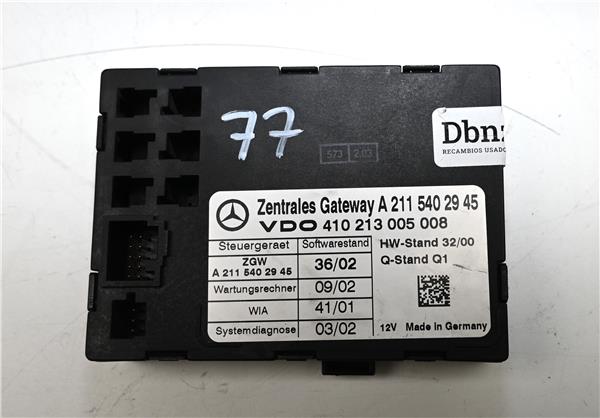 77
573 2.03
Dbn
RECAMBIOS USADO
Zentrales Gateway A 211 540 29 45
VDO 410 213 005 008
Steuergeraet Softwarestand HW-Stand 32/00
ZGW
A 211 540 29 45 36/02 Q-Stand Q1
Wartungsrechner 09/02
WIA 41/01
Systemdiagnose 03/02 12V Made in Germany